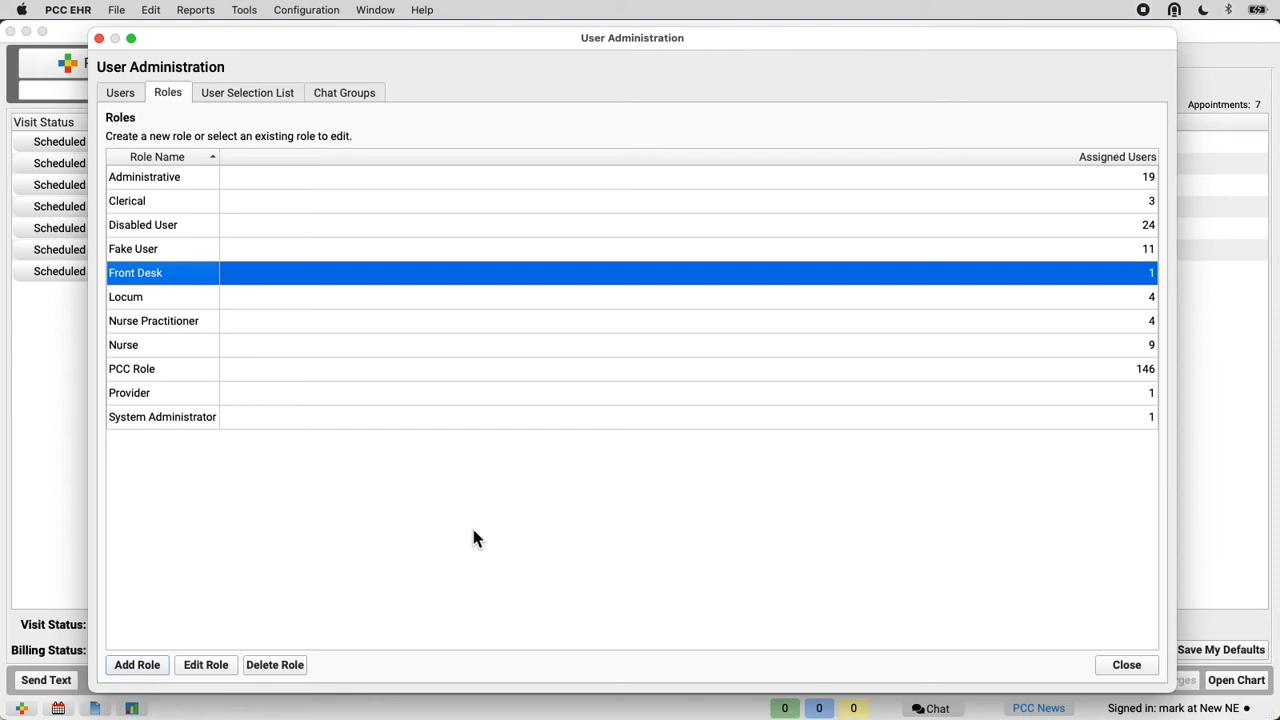 PCC EHR File Edit Reports Tools Configuration Window Help
User Administration
User Administration
Users Roles User Selection List Chat Groups
Appointments: 7
Roles
Create a new role or select an existing role to edit.
Visit Status
Role Name Assigned Users
Scheduled
Scheduled
Scheduled
Scheduled
Scheduled
Scheduled
Scheduled
Administrative 19
Clerical 3
Disabled User 24
Fake User 11
Front Desk 1
Locum 4
Nurse Practitioner 4
Nurse 9
PCC Role 146
Provider 1
System Administrator 1
Visit Status:
Billing Status:
Save My Defaults
Add Role Edit Role Delete Role Close
Send Text Open Chart
0 0 0 Chat PCC News Signed in: mark at New NE